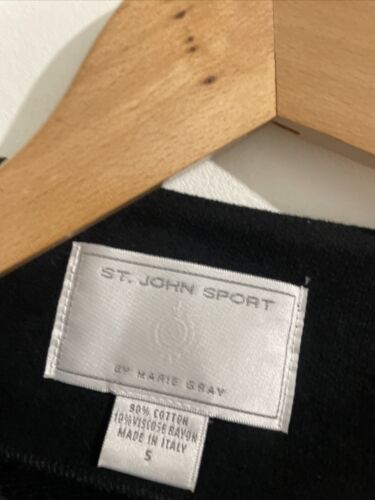 ST. JOHN SPORT
BY MARIE GRAY
90% COTTON
10% VISCOSE RAYON
MADE IN ITALY
S